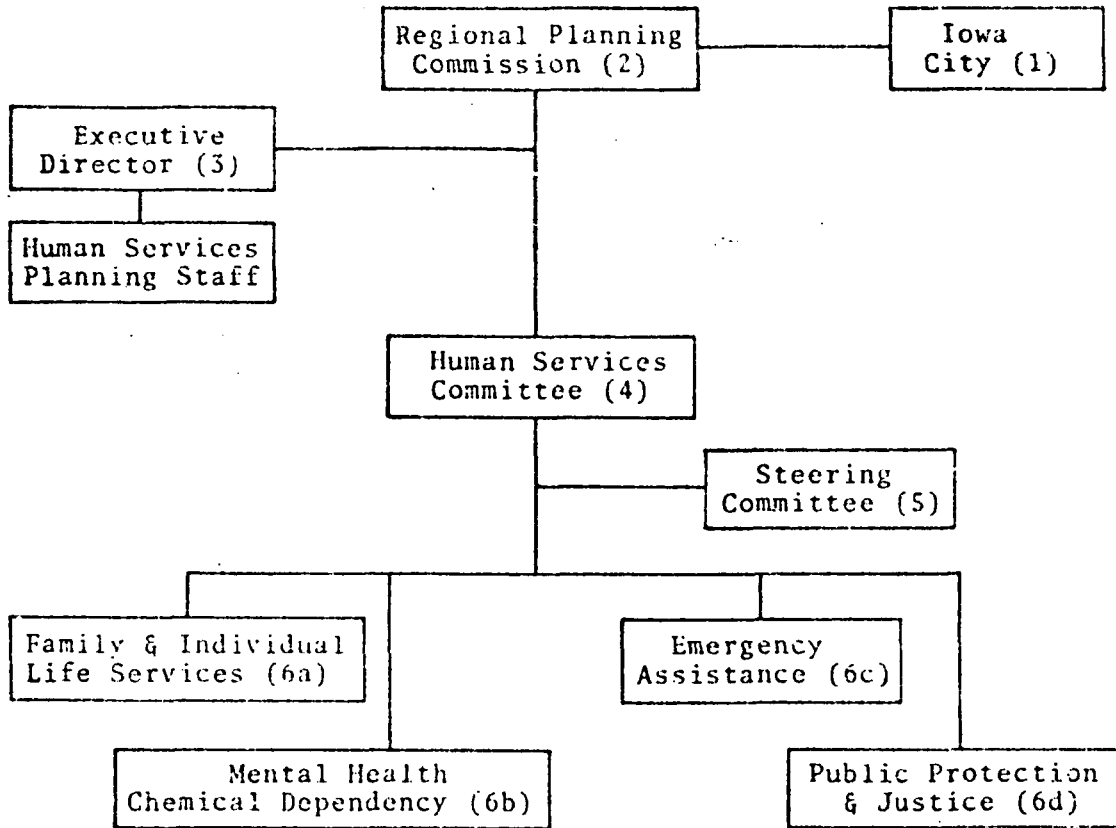 Regional Planning
Commission (2)
Iowa
City (1)
Executive
Director (3)
Human Services
Planning Staff
Human Services
Committee (4)
Steering
Committee (5)
Family & Individual
Life Services (6a)
Emergency
Assistance (6c)
Mental Health
Chemical Dependency (6b)
Public Protection
& Justice (6d)